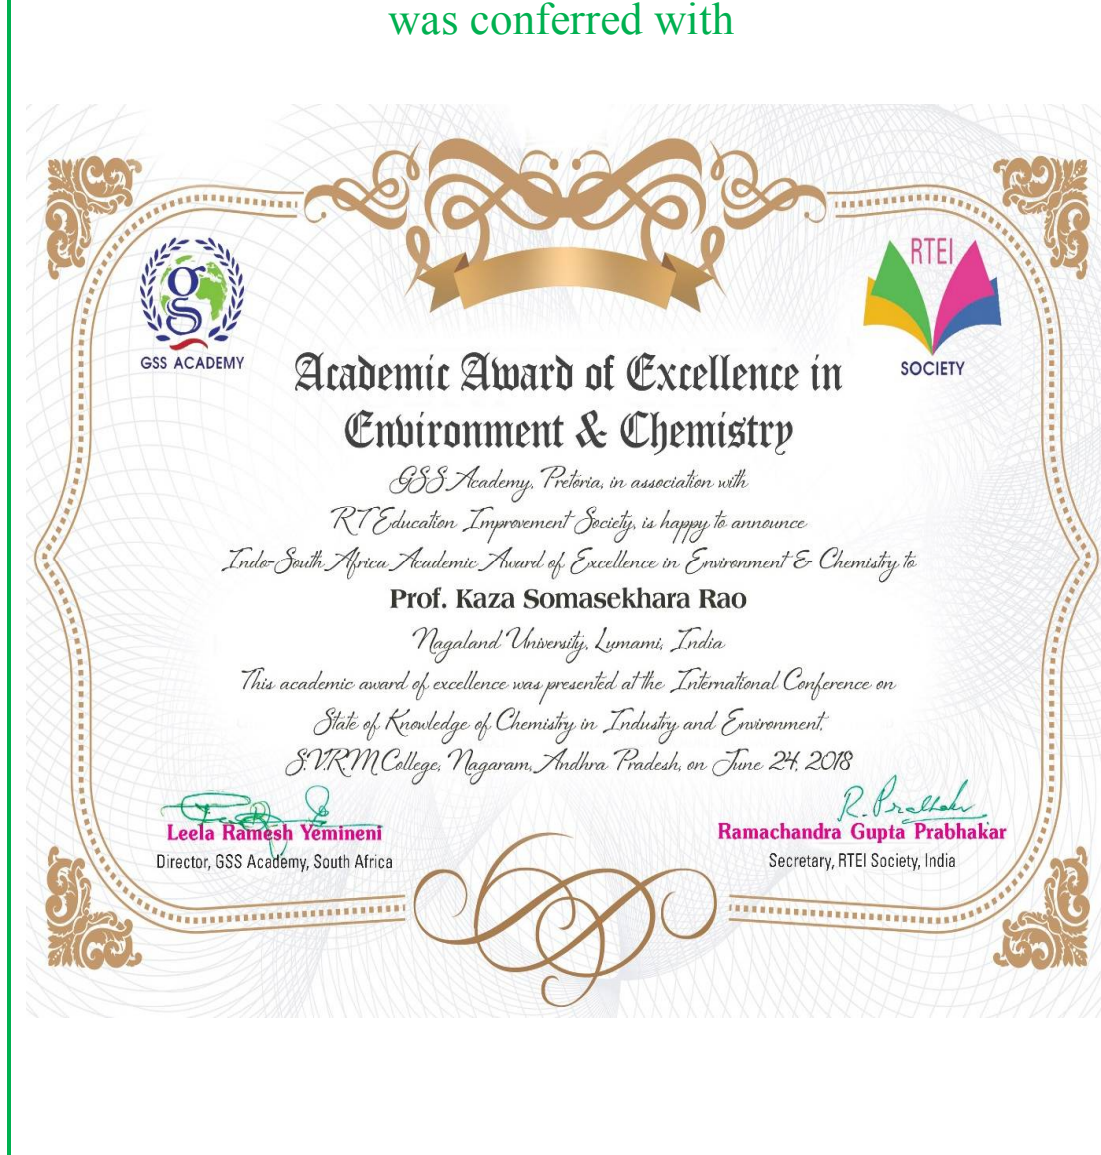 was conferred with
GSS ACADEMY
RTEI
SOCIETY
Academic Award of Excellence in
Environment & Chemistry
GSS Academy, Pretoria, in association with
RT Education Improvement Society, is happy to announce
Indo-South Africa Academic Award of Excellence in Environment & Chemistry to
Prof. Kaza Somasekhara Rao
Nagaland University, Lumami, India
This academic award of excellence was presented at the International Conference on
State of Knowledge of Chemistry in Industry and Environment,
S.V.R.M College, Nagaram, Andhra Pradesh, on June 24, 2018
R. Prabhakar
Leela Ramesh Yemineni
Director, GSS Academy, South Africa
Ramachandra Gupta Prabhakar
Secretary, RTEI Society, India